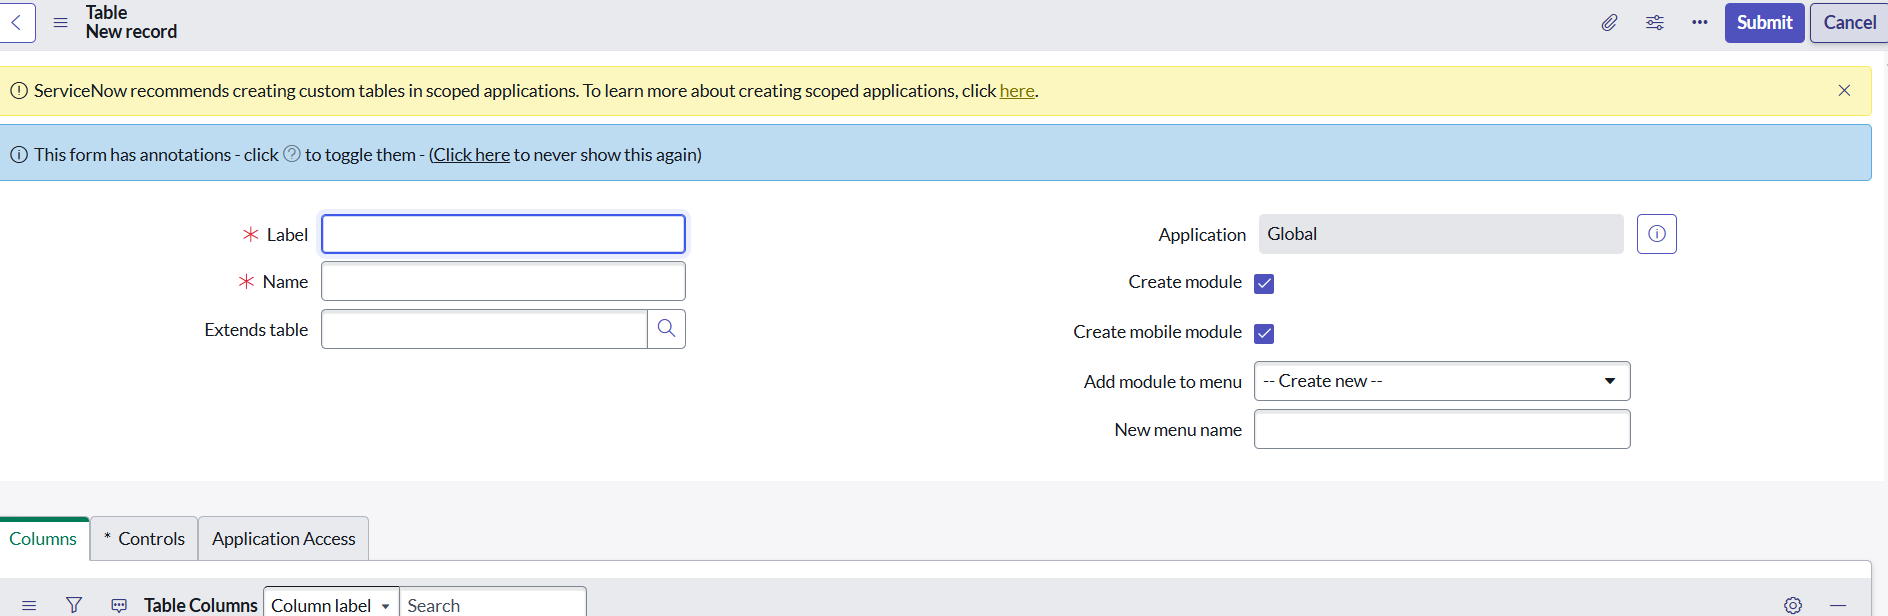 Table
New record
Submit
Cancel
ServiceNow recommends creating custom tables in scoped applications. To learn more about creating scoped applications, click here.
This form has annotations - click ? to toggle them - (Click here to never show this again)
* Label
Application Global
* Name
Create module
Extends table
Create mobile module
Add module to menu -- Create new --
New menu name
Columns
* Controls
Application Access
Table Columns Column label Search